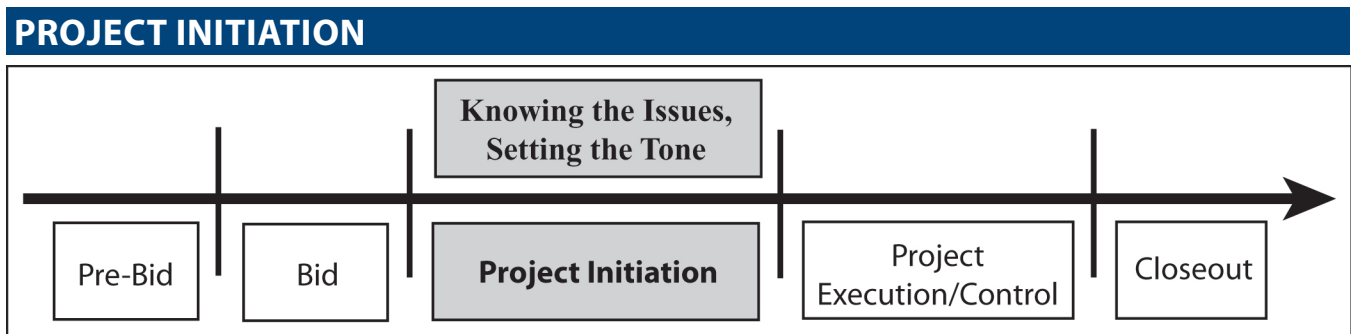 PROJECT INITIATION
Knowing the Issues,
Setting the Tone
Pre-Bid
Bid
Project Initiation
Project
Execution/Control
Closeout